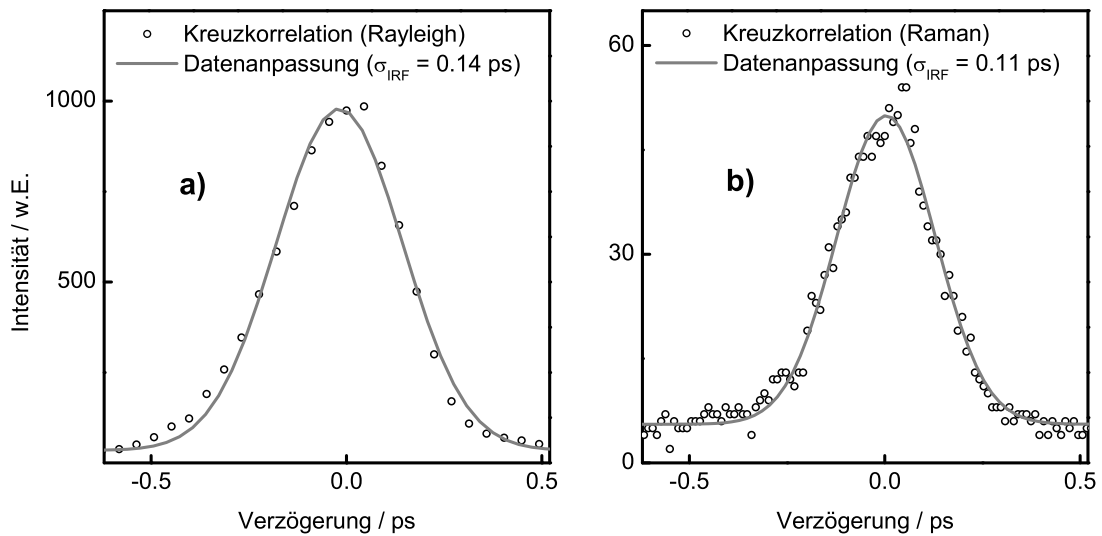 Kreuzkorrelation (Rayleigh)
Datenanpassung (σIRF = 0.14 ps)
1000
500
a)
Intensität / w.E.
-0.5
0.0
0.5
Verzögerung / ps
Kreuzkorrelation (Raman)
Datenanpassung (σIRF = 0.11 ps)
60
30
0
b)
-0.5
0.0
0.5
Verzögerung / ps